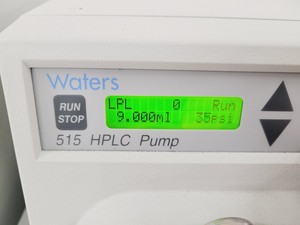 Waters
RUN
STOP
LPL 0 Run
9.000ml 35psi
515 HPLC Pump